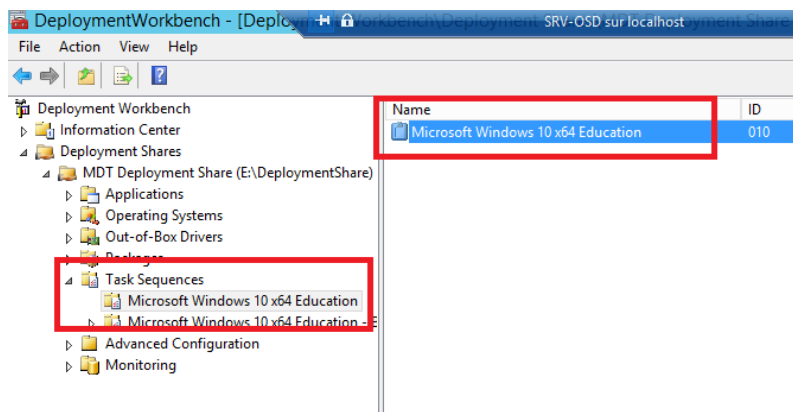 DeploymentWorkbench - [Deploy
SRV-OSD sur localhost
File Action View Help
Deployment Workbench
Information Center
Deployment Shares
MDT Deployment Share (E:\DeploymentShare)
Applications
Operating Systems
Out-of-Box Drivers
Packages
Task Sequences
Microsoft Windows 10 x64 Education
Microsoft Windows 10 x64 Education - E
Advanced Configuration
Monitoring
Name ID
Microsoft Windows 10 x64 Education 010